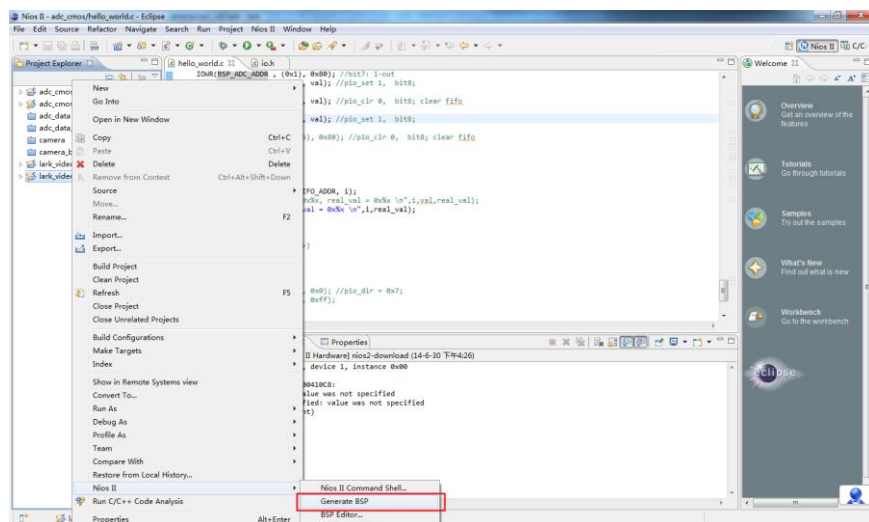 Nios II - adc_cmos/hello_world.c - Eclipse
File Edit Source Refactor Navigate Search Run Project Nios II Window Help
Nios II
C/C
Project Explorer
hello_world.c
io.h
Welcome
IOWR(BSP_ADC_ADDR , (0x1), 0x80); //bit7: 1-out
val); //pio_set 1, bit8;
val); //pio_clr 0, bit8; clear fifo
val); //pio_set 1, bit8;
), 0x80); //pio_clr 0, bit8; clear fifo
IFO_ADDR, i);
0x%x, real_val = 0x%x \n",i,val,real_val);
val = 0x%x \n",i,real_val);
)
0x0); //pio_dir = 0x7;
0xff);
adc_cmos
adc_cmos
adc_data
adc_data
camera
camera_b
lark_video
lark_video
New
Go Into
Open in New Window
Copy Ctrl+C
Paste Ctrl+V
Delete Delete
Remove from Context Ctrl+Alt+Shift+Down
Source
Move...
Rename... F2
Import...
Export...
Build Project
Clean Project
Refresh F5
Close Project
Close Unrelated Projects
Build Configurations
Make Targets
Index
Show in Remote Systems view
Convert To...
Run As
Debug As
Profile As
Team
Compare With
Restore from Local History...
Nios II
Run C/C++ Code Analysis
Properties Alt+Enter
Nios II Command Shell...
Generate BSP
BSP Editor...
Properties
II Hardware] nios2-download (14-6-30 下午4:26)
, device 1, instance 0x00
00410C8:
alue was not specified
fied: value was not specified
nt)
Overview
Get an overview of the features
Tutorials
Go through tutorials
Samples
Try out the samples
What's New
Find out what is new
Workbench
Go to the workbench
eclipse